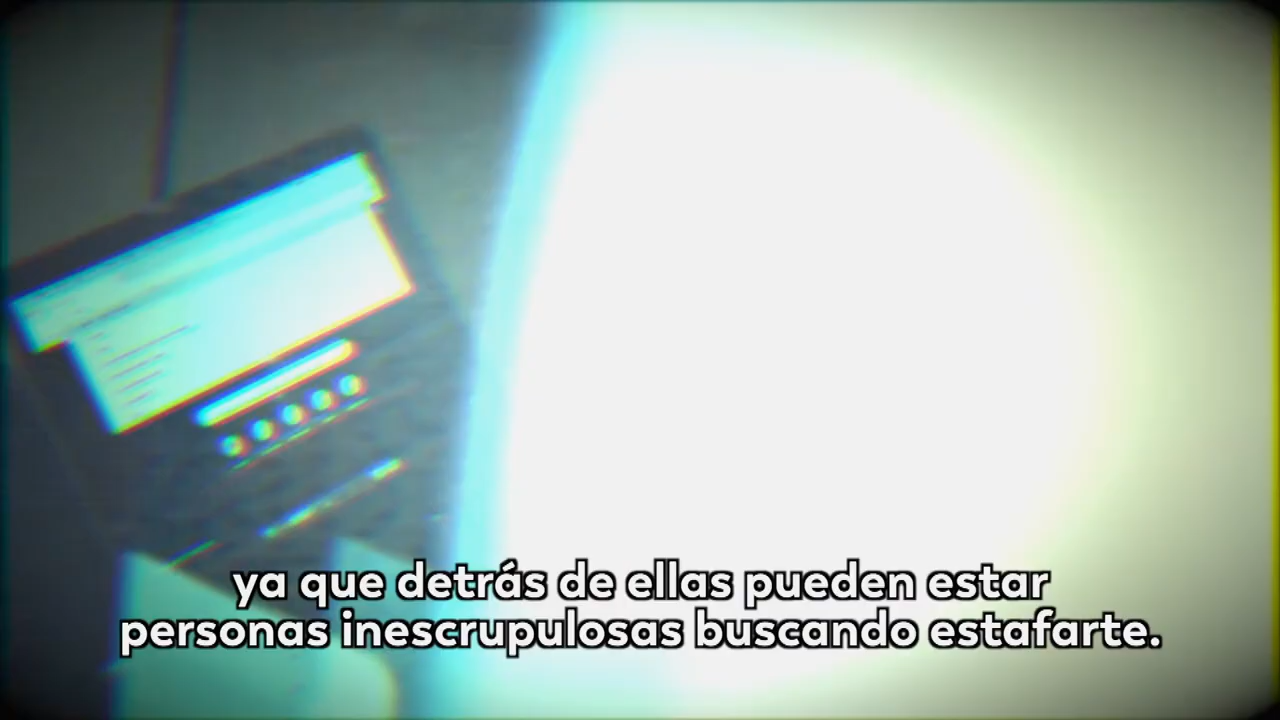 ya que detrás de ellas pueden estar
personas inescrupulosas buscando estafarte.